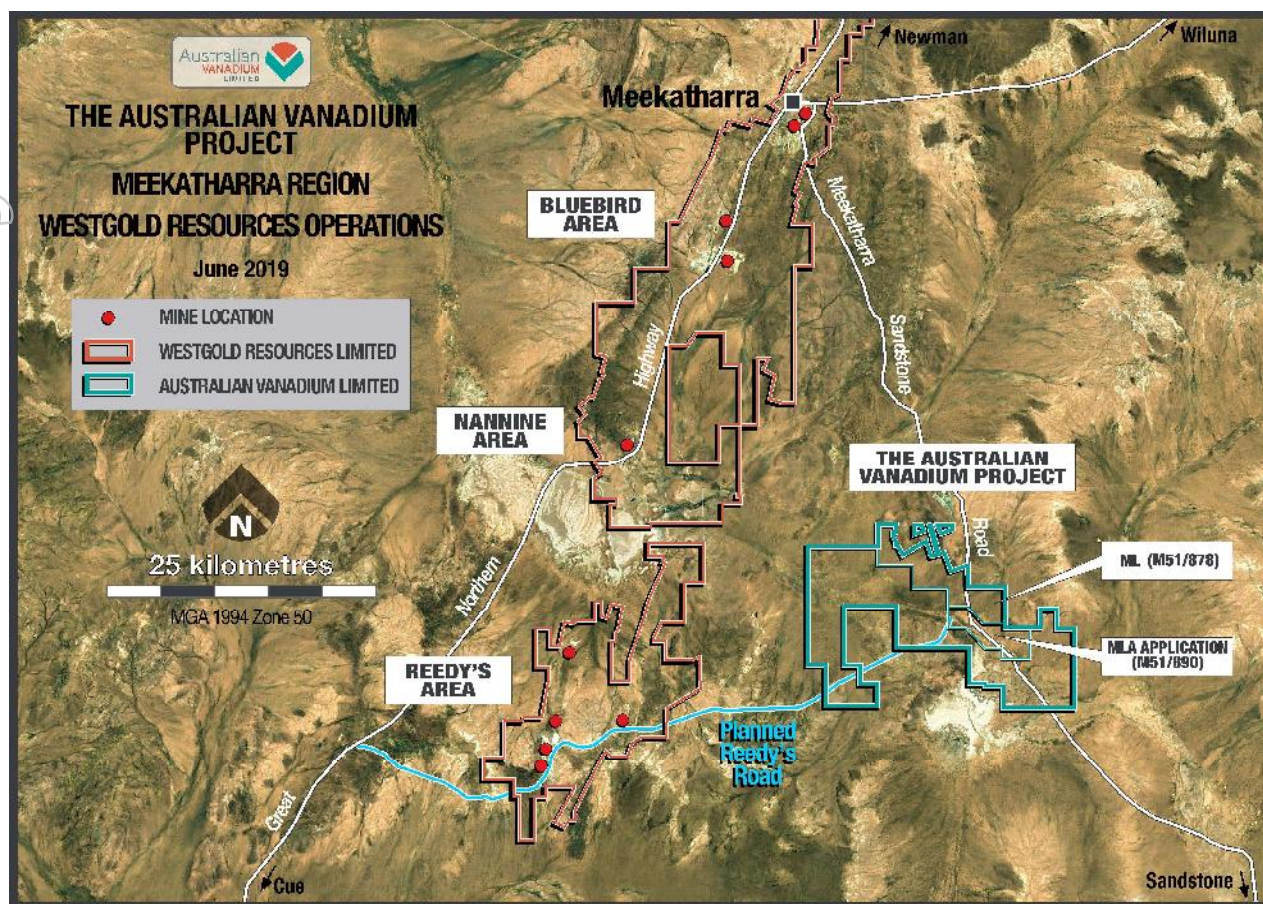 Australian
VANADIUM
LIMITED
THE AUSTRALIAN VANADIUM
PROJECT
MEEKATHARRA REGION
WESTGOLD RESOURCES OPERATIONS
June 2019
MINE LOCATION
WESTGOLD RESOURCES LIMITED
AUSTRALIAN VANADIUM LIMITED
N
25 kilometres
MGA 1994 Zone 50
Newman
Wiluna
Meekatharra
BLUEBIRD
AREA
Meekatharra
Sandstone
Road
Highway
NANNINE
AREA
THE AUSTRALIAN
VANADIUM PROJECT
ML (M51/878)
MLA APPLICATION
(M51/890)
Northern
REEDY'S
AREA
Planned
Reedy's
Road
Great
Cue
Sandstone